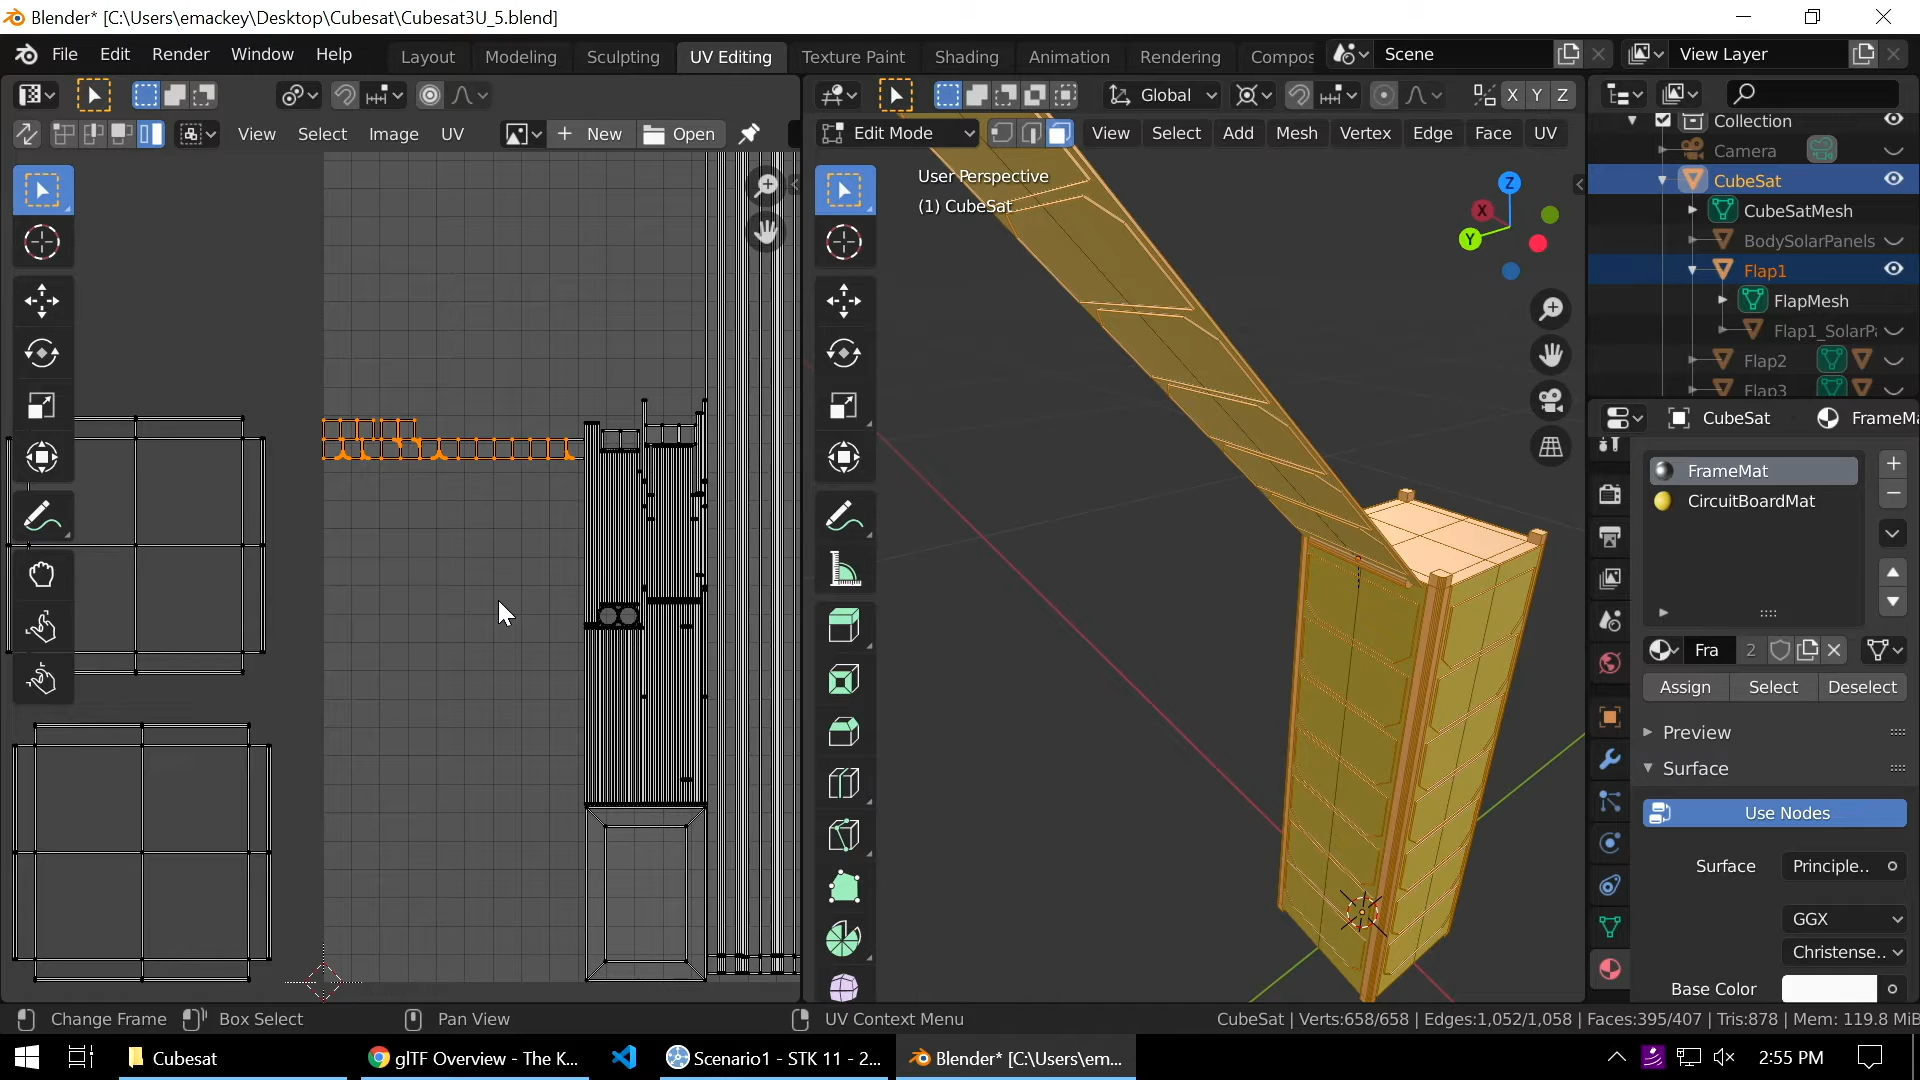 Blender* [C:\Users\emackey\Desktop\Cubesat\Cubesat3U_5.blend]
File Edit Render Window Help Layout Modeling Sculpting UV Editing Texture Paint Shading Animation Rendering Compos Scene View Layer
Global X Y Z
View Select Image UV New Open Edit Mode View Select Add Mesh Vertex Edge Face UV
User Perspective
(1) CubeSat
Z
X
Y
Collection
Camera
CubeSat
CubeSatMesh
BodySolarPanels
Flap1
FlapMesh
Flap1_SolarPa
Flap2
Flap3
CubeSat FrameMa
FrameMat
CircuitBoardMat
Fra 2
Assign Select Deselect
Preview
Surface
Use Nodes
Surface Principle..
GGX
Christense..
Base Color
Change Frame Box Select Pan View UV Context Menu CubeSat | Verts:658/658 | Edges:1,052/1,058 | Faces:395/407 | Tris:878 | Mem: 119.8 MiB
Cubesat glTF Overview - The K... Scenario1 - STK 11 - 2... Blender* [C:\Users\em... 2:55 PM